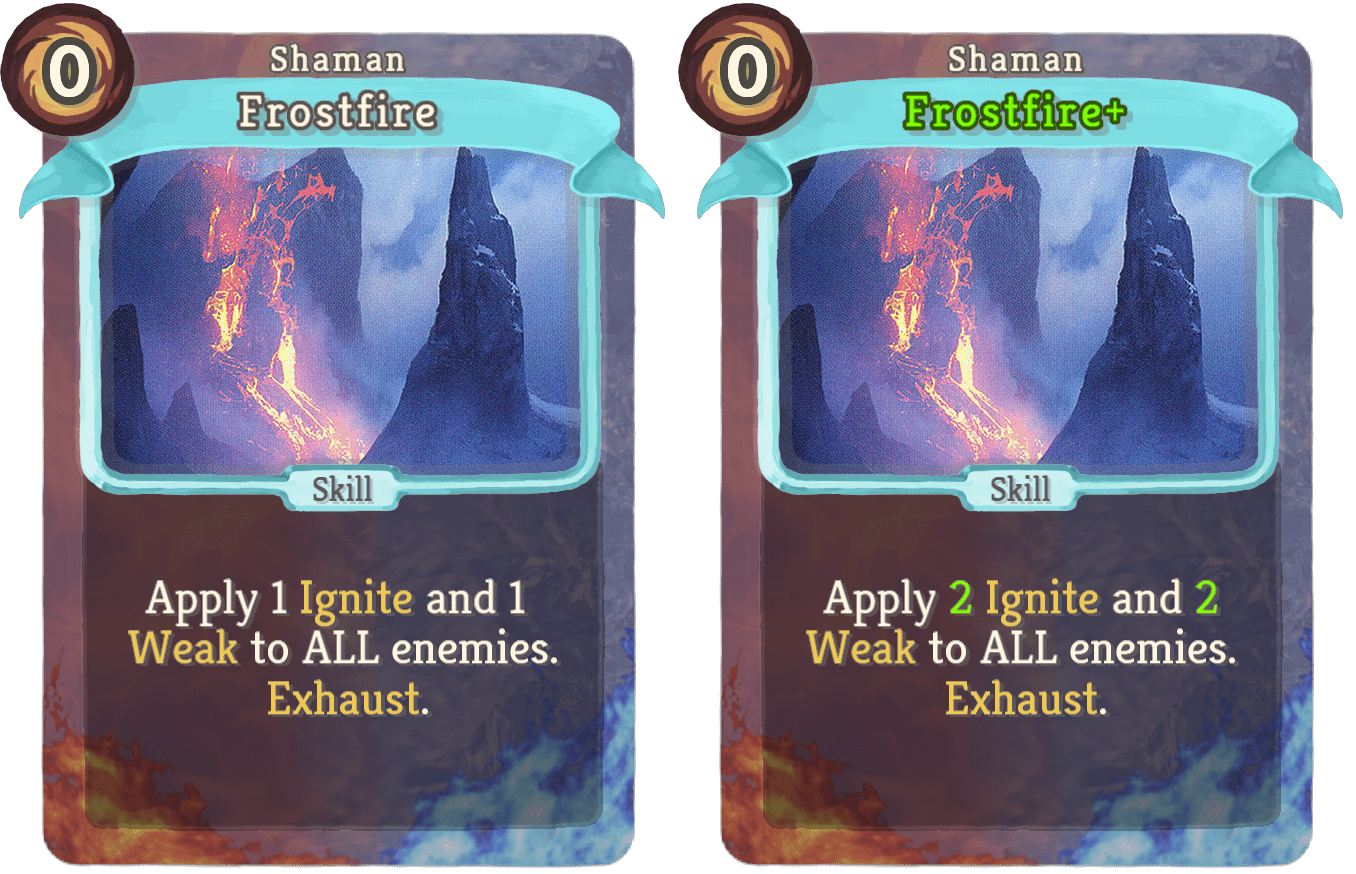 0
Shaman
Frostfire
Skill
Apply 1 Ignite and 1
Weak to ALL enemies.
Exhaust.
0
Shaman
Frostfire+
Skill
Apply 2 Ignite and 2
Weak to ALL enemies.
Exhaust.